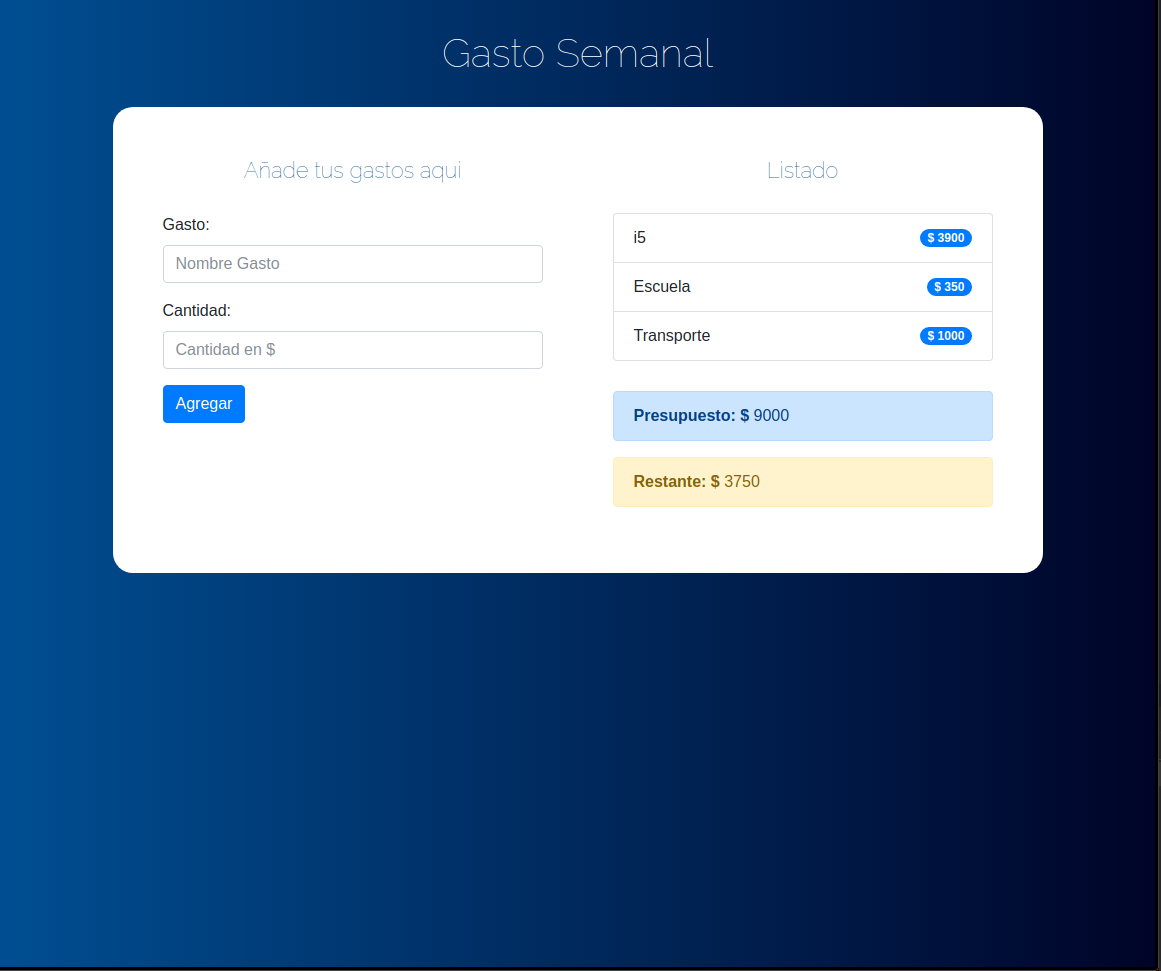 Gasto Semanal
Añade tus gastos aqui
Gasto:
Nombre Gasto
Cantidad:
Cantidad en $
Agregar
Listado
i5 $ 3900
Escuela $ 350
Transporte $ 1000
Presupuesto: $ 9000
Restante: $ 3750